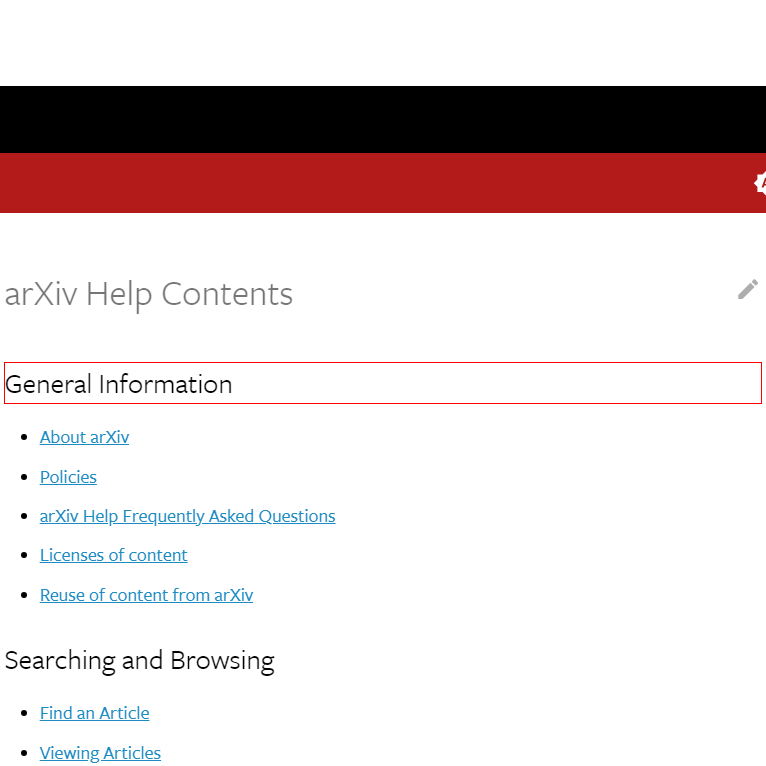 arXiv Help Contents
General Information
About arXiv
Policies
arXiv Help Frequently Asked Questions
Licenses of content
Reuse of content from arXiv
Searching and Browsing
Find an Article
Viewing Articles